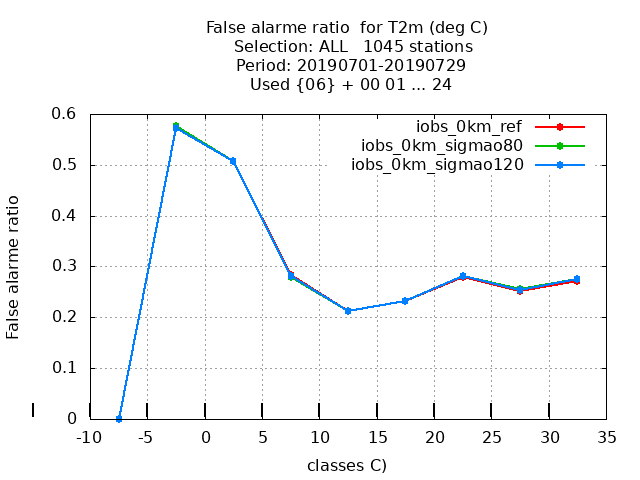 False alarme ratio  for T2m (deg C)
Selection: ALL   1045 stations
Period: 20190701-20190729
Used {06} + 00 01 ... 24
iobs_0km_ref
iobs_0km_sigmao80
iobs_0km_sigmao120
False alarme ratio
0.6
0.5
0.4
0.3
0.2
0.1
0
-10 -5 0 5 10 15 20 25 30 35
classes C)